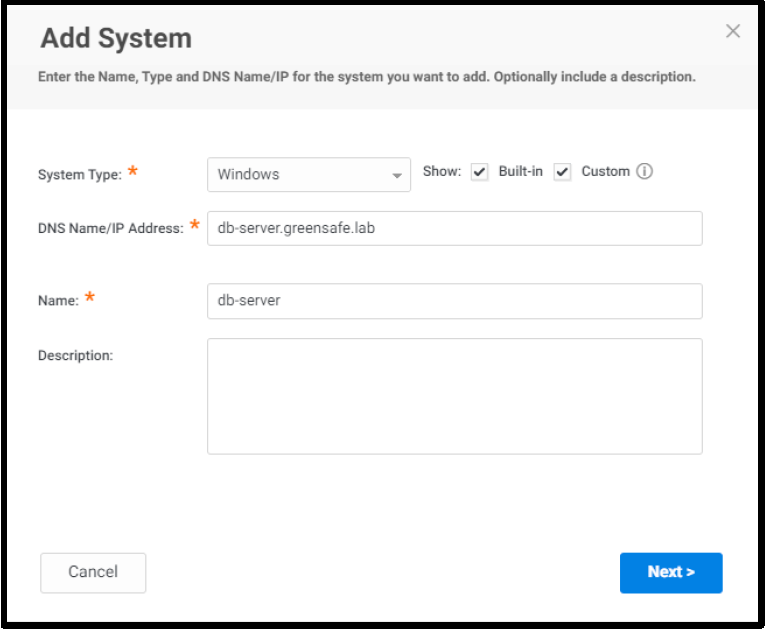 Add System
Enter the Name, Type and DNS Name/IP for the system you want to add. Optionally include a description.
System Type: * Windows Show: Built-in Custom
DNS Name/IP Address: * db-server.greensafe.lab
Name: * db-server
Description:
Cancel Next >